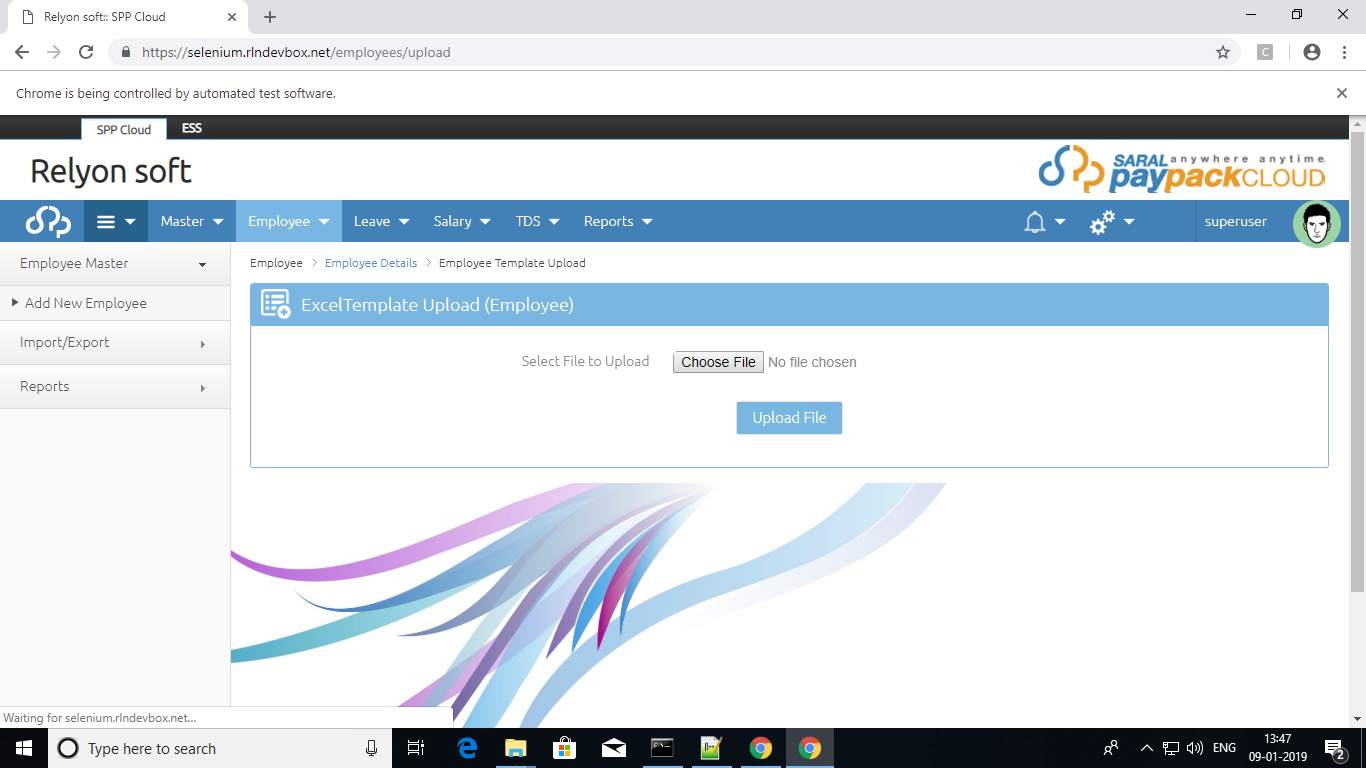 Relyon soft:: SPP Cloud
https://selenium.rlndevbox.net/employees/upload
C
Chrome is being controlled by automated test software.
SPP Cloud
ESS
Relyon soft
SARAL anywhere anytime
paypackCLOUD
Master
Employee
Leave
Salary
TDS
Reports
superuser
Employee Master
Add New Employee
Import/Export
Reports
Employee > Employee Details > Employee Template Upload
ExcelTemplate Upload (Employee)
Select File to Upload Choose File No file chosen
Upload File
Waiting for selenium.rlndevbox.net...
Type here to search
ENG
13:47
09-01-2019
2